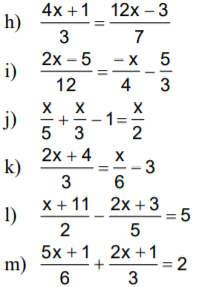 h) (4x + 1)/3 = (12x − 3)/7
i) (2x − 5)/12 = (−x)/4 − 5/3
j) x/5 + x/3 − 1 = x/2
k) (2x + 4)/3 = x/6 − 3
l) (x + 11)/2 − (2x + 3)/5 = 5
m) (5x + 1)/6 + (2x + 1)/3 = 2